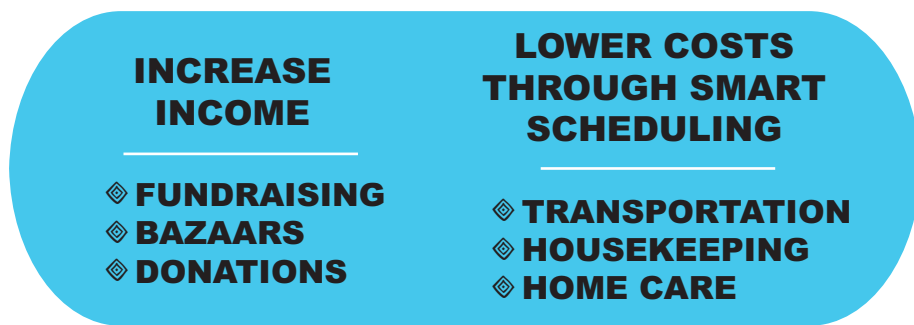 INCREASE
INCOME
FUNDRAISING
BAZAARS
DONATIONS
LOWER COSTS
THROUGH SMART
SCHEDULING
TRANSPORTATION
HOUSEKEEPING
HOME CARE